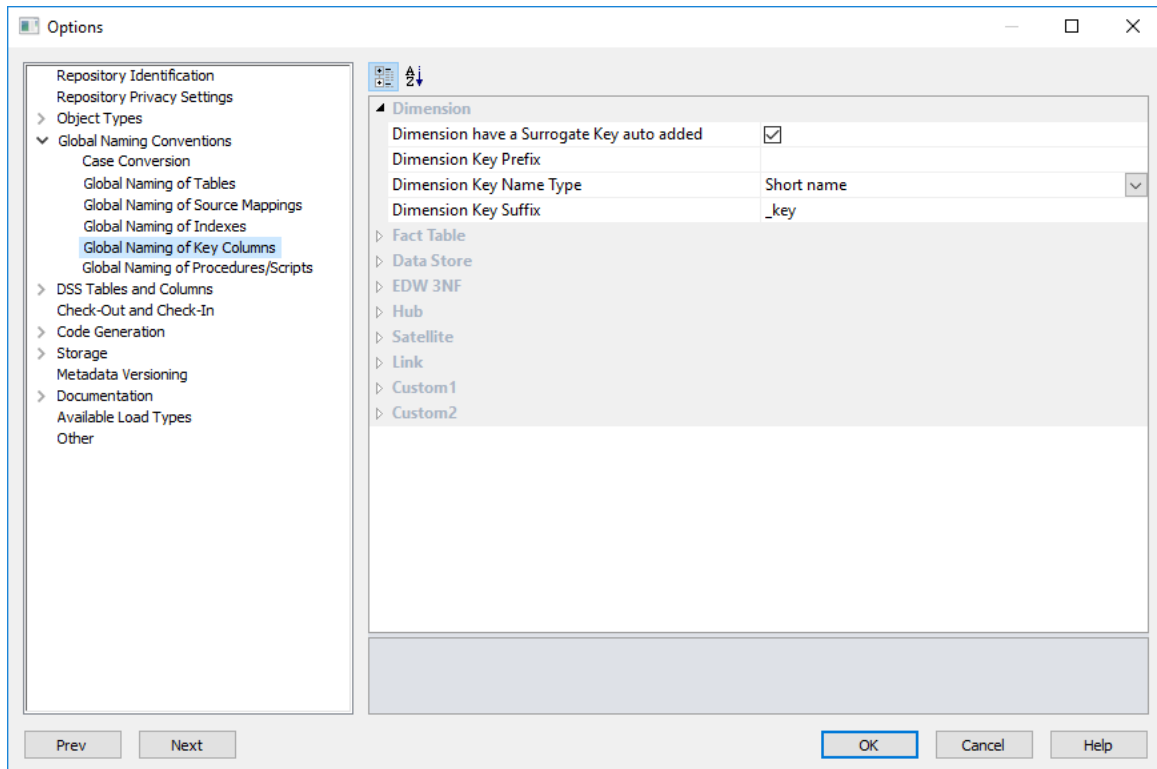 Options
Repository Identification
Repository Privacy Settings
Object Types
Global Naming Conventions
Case Conversion
Global Naming of Tables
Global Naming of Source Mappings
Global Naming of Indexes
Global Naming of Key Columns
Global Naming of Procedures/Scripts
DSS Tables and Columns
Check-Out and Check-In
Code Generation
Storage
Metadata Versioning
Documentation
Available Load Types
Other
Dimension
Dimension have a Surrogate Key auto added
Dimension Key Prefix
Dimension Key Name Type Short name
Dimension Key Suffix _key
Fact Table
Data Store
EDW 3NF
Hub
Satellite
Link
Custom1
Custom2
Prev Next OK Cancel Help